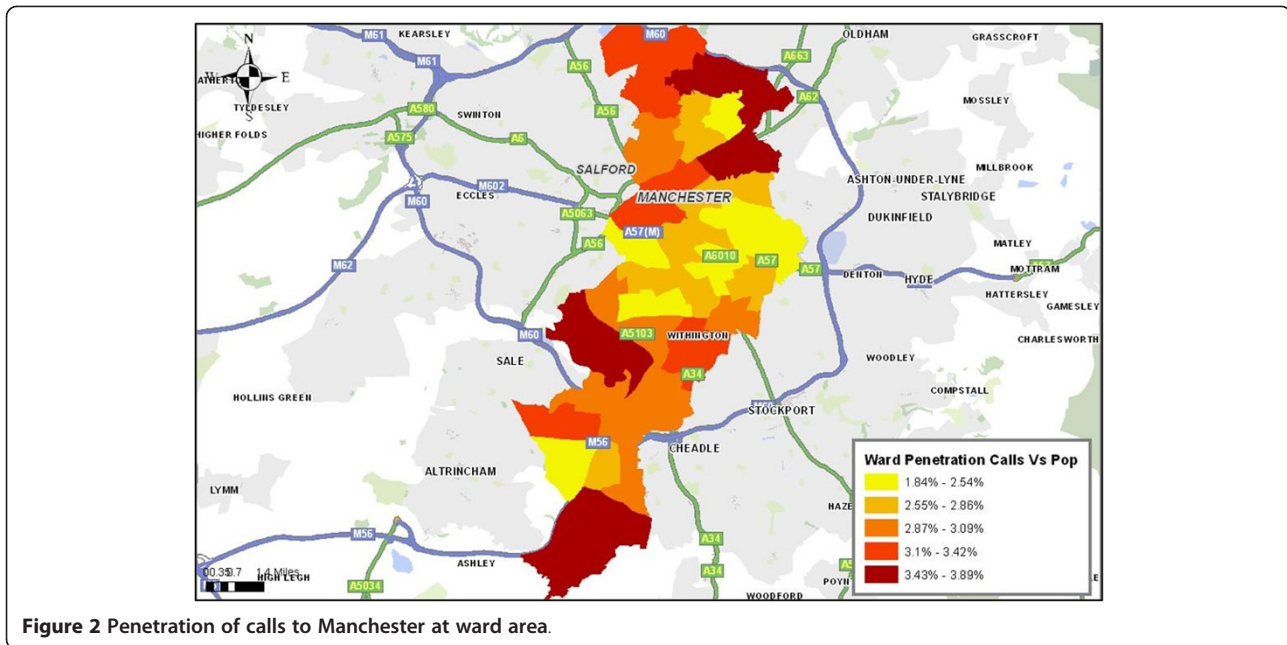 M61
KEARSLEY
M60
OLDHAM
GRASSCROFT
N
W
E
S
M61
A56
A663
TYLDESLEY
A580
SWINTON
A56
A62
MOSSLEY
HIGHER FOLDS
A575
A6
SALFORD
MILLBROOK
M602
ECCLES
MANCHESTER
ASHTON-UNDER-LYNE
STALYBRIDGE
M60
A5063
DUKINFIELD
A56
A57(M)
MATLEY
M62
A6010
A57
A57
MOTTRAM
DENTON
HYDE
HATTERSLEY
GAMESLEY
M60
A5103
WITHINGTON
CHARLESWORTH
SALE
WOODLEY
A34
COMPSTALL
HOLLINS GREEN
STOCKPORT
M56
CHEADLE
ALTRINCHAM
LYMM
M56
ASHLEY
A34
HIGH LEGH
A5034
A34
WOODFORD
1.4 Miles
Ward Penetration Calls Vs Pop
1.84% - 2.54%
2.55% - 2.86%
2.87% - 3.09%
3.1% - 3.42%
3.43% - 3.89%
Figure 2 Penetration of calls to Manchester at ward area.